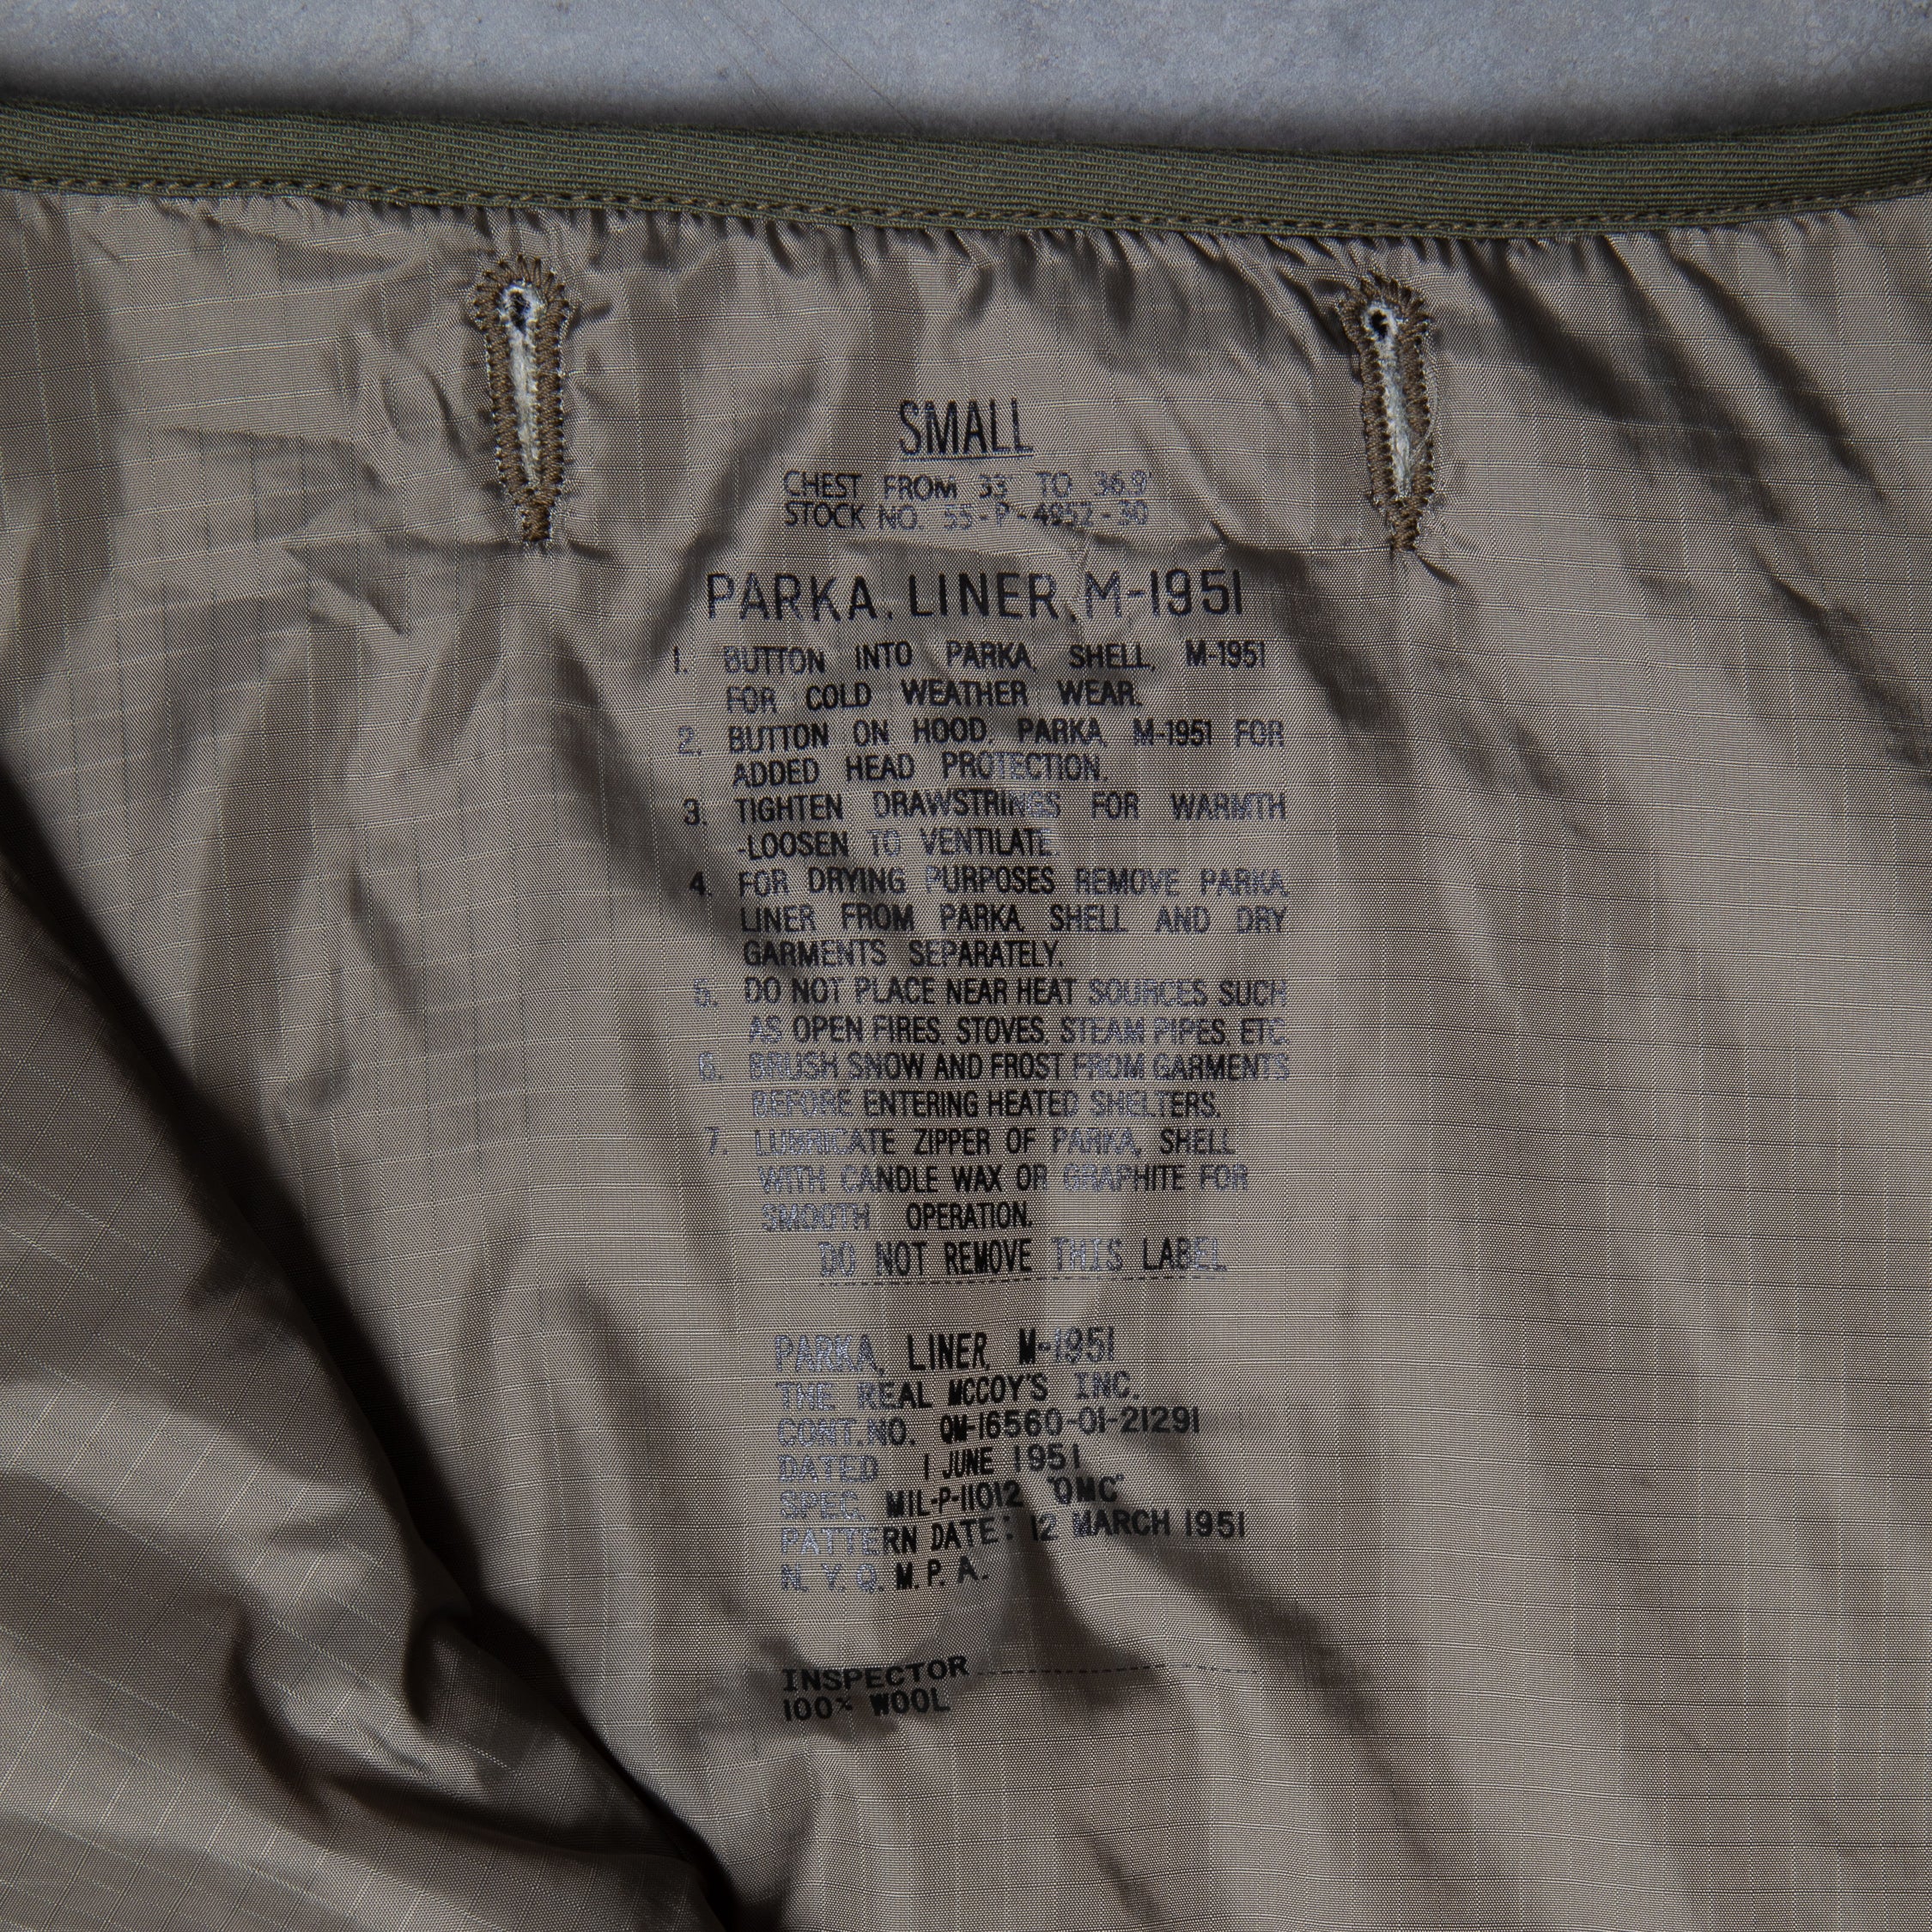 SMALL
CHEST FROM 33" TO 36.9"
STOCK NO. 55-P-4952-30
PARKA, LINER, M-1951
1. BUTTON INTO PARKA, SHELL, M-1951
FOR COLD WEATHER WEAR.
2. BUTTON ON HOOD, PARKA, M-1951 FOR
ADDED HEAD PROTECTION.
3. TIGHTEN DRAWSTRINGS FOR WARMTH
-LOOSEN TO VENTILATE.
4. FOR DRYING PURPOSES REMOVE PARKA,
LINER FROM PARKA, SHELL AND DRY
GARMENTS SEPARATELY.
5. DO NOT PLACE NEAR HEAT SOURCES SUCH
AS OPEN FIRES, STOVES, STEAM PIPES, ETC.
6. BRUSH SNOW AND FROST FROM GARMENTS
BEFORE ENTERING HEATED SHELTERS.
7. LUBRICATE ZIPPER OF PARKA, SHELL
WITH CANDLE WAX OR GRAPHITE FOR
SMOOTH OPERATION.
DO NOT REMOVE THIS LABEL
PARKA, LINER, M-1951
THE REAL MCCOY'S INC.
CONT. NO. QM-16560-01-21291
DATED 1 JUNE 1951
SPEC. MIL-P-11012 "QMC"
PATTERN DATE: 12 MARCH 1951
N. Y. Q. M. P. A.
INSPECTOR
100% WOOL